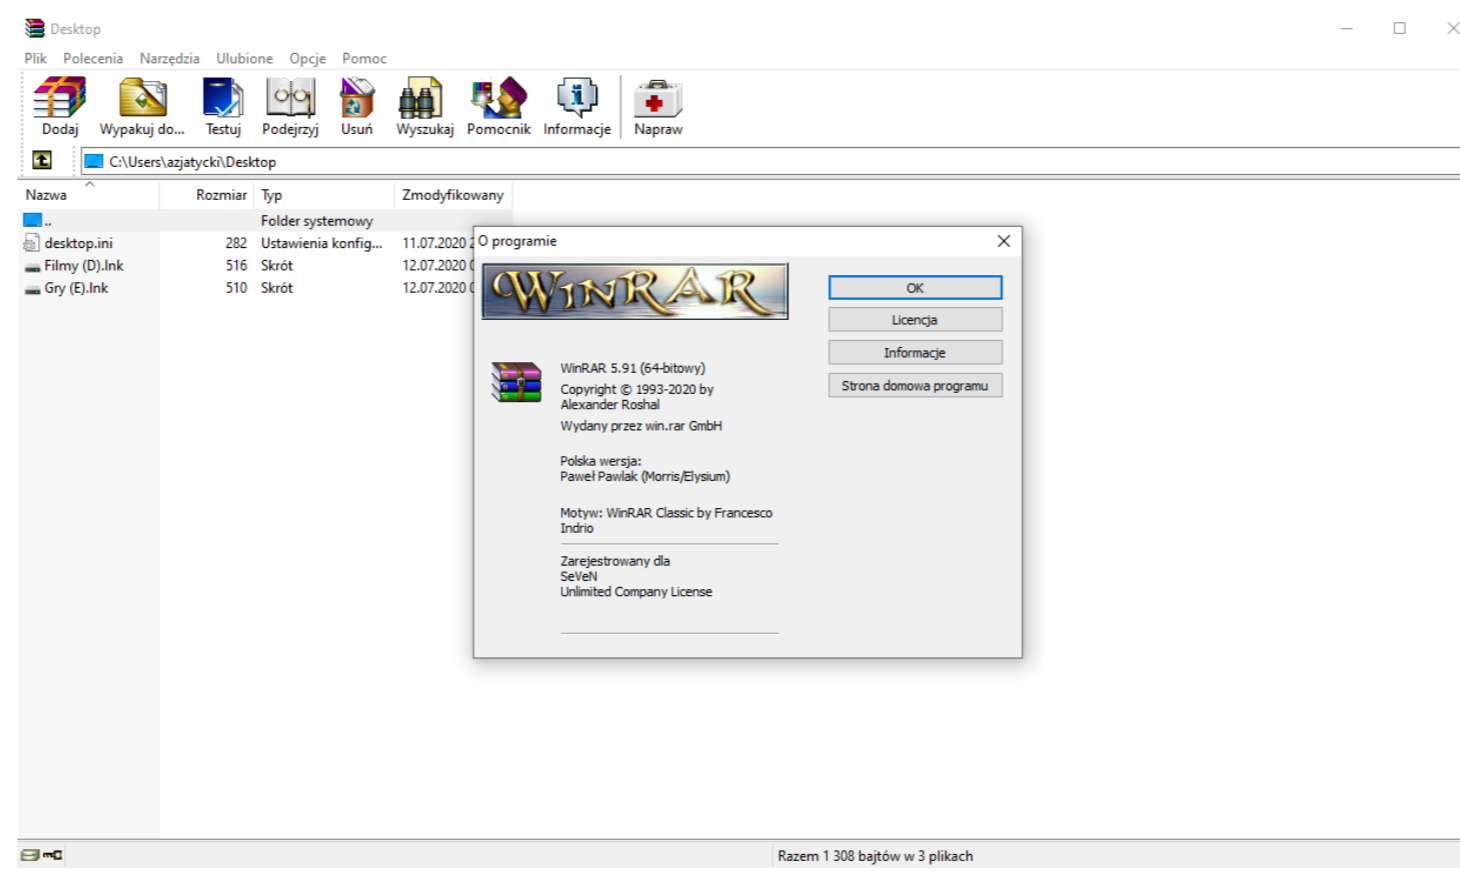 Desktop
Plik Polecenia Narzędzia Ulubione Opcje Pomoc
Dodaj Wypakuj do... Testuj Podejrzyj Usuń Wyszukaj Pomocnik Informacje Napraw
C:\Users\azjatycki\Desktop
Nazwa Rozmiar Typ Zmodyfikowany
.. Folder systemowy
desktop.ini 282 Ustawienia konfig... 11.07.2020 2
Filmy (D).lnk 516 Skrót 12.07.2020 0
Gry (E).lnk 510 Skrót 12.07.2020 0
O programie
WinRAR
OK
Licencja
Informacje
Strona domowa programu
WinRAR 5.91 (64-bitowy)
Copyright © 1993-2020 by
Alexander Roshal
Wydany przez win.rar GmbH
Polska wersja:
Paweł Pawlak (Morris/Elysium)
Motyw: WinRAR Classic by Francesco
Indrio
Zarejestrowany dla
SeVeN
Unlimited Company License
Razem 1 308 bajtów w 3 plikach